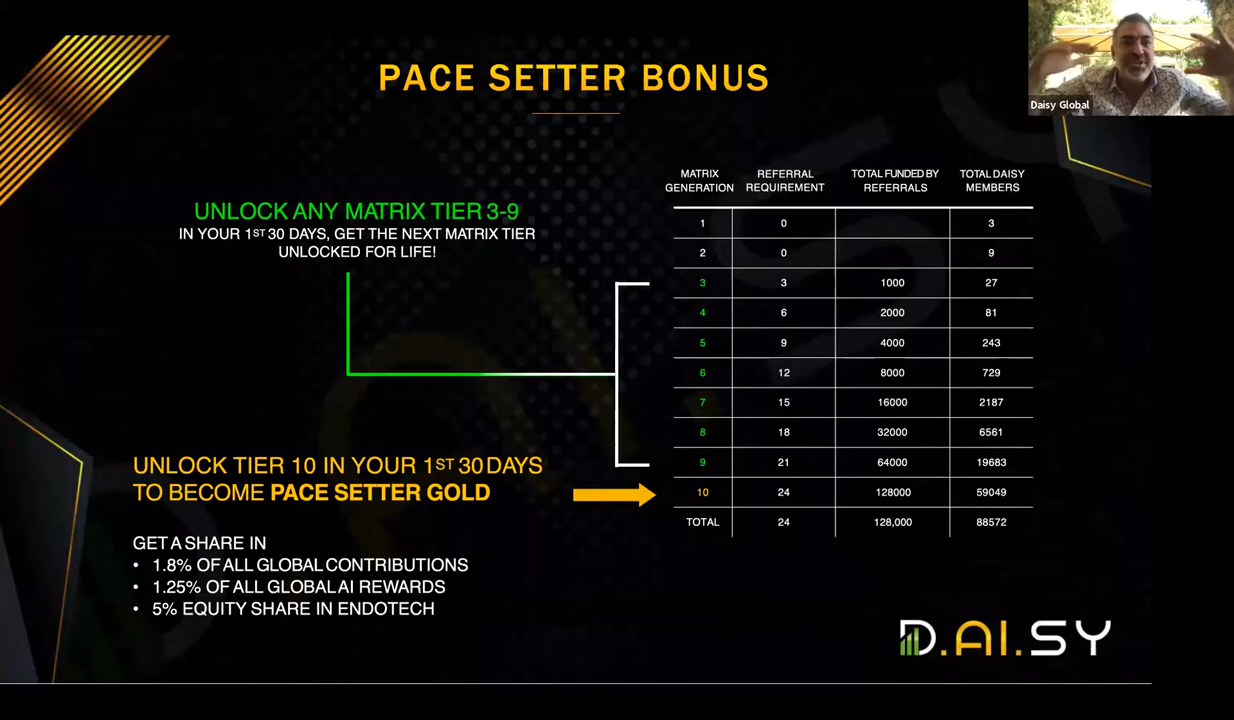 PACE SETTER BONUS
Daisy Global
UNLOCK ANY MATRIX TIER 3-9
IN YOUR 1ST 30 DAYS, GET THE NEXT MATRIX TIER
UNLOCKED FOR LIFE!
UNLOCK TIER 10 IN YOUR 1ST 30 DAYS
TO BECOME PACE SETTER GOLD
GET A SHARE IN
• 1.8% OF ALL GLOBAL CONTRIBUTIONS
• 1.25% OF ALL GLOBAL AI REWARDS
• 5% EQUITY SHARE IN ENDOTECH
MATRIX GENERATION REFERRAL REQUIREMENT TOTAL FUNDED BY REFERRALS TOTAL DAISY MEMBERS
1 0 3
2 0 9
3 3 1000 27
4 6 2000 81
5 9 4000 243
6 12 8000 729
7 15 16000 2187
8 18 32000 6561
9 21 64000 19683
10 24 128000 59049
TOTAL 24 128,000 88572
D.AI.SY